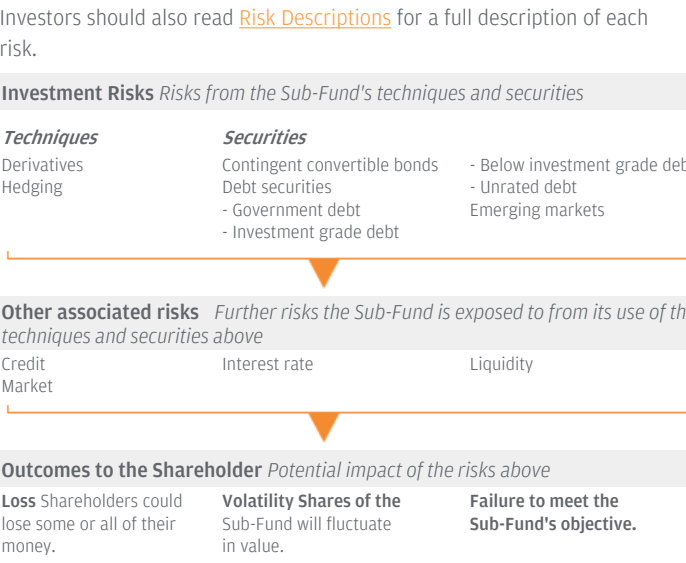 Investors should also read Risk Descriptions for a full description of each
risk.
Investment Risks Risks from the Sub-Fund's techniques and securities
Techniques
Derivatives
Hedging
Securities
Contingent convertible bonds
Debt securities
- Government debt
- Investment grade debt
- Below investment grade deb
- Unrated debt
Emerging markets
Other associated risks Further risks the Sub-Fund is exposed to from its use of th
techniques and securities above
Credit
Market
Interest rate
Liquidity
Outcomes to the Shareholder Potential impact of the risks above
Loss Shareholders could
lose some or all of their
money.
Volatility Shares of the
Sub-Fund will fluctuate
in value.
Failure to meet the
Sub-Fund's objective.